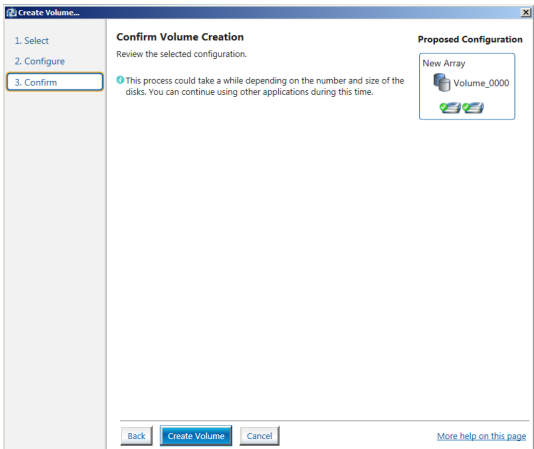 Create Volume...
1. Select
2. Configure
3. Confirm
Confirm Volume Creation
Review the selected configuration.
This process could take a while depending on the number and size of the
disks. You can continue using other applications during this time.
Proposed Configuration
New Array
Volume_0000
Back
Create Volume
Cancel
More help on this page